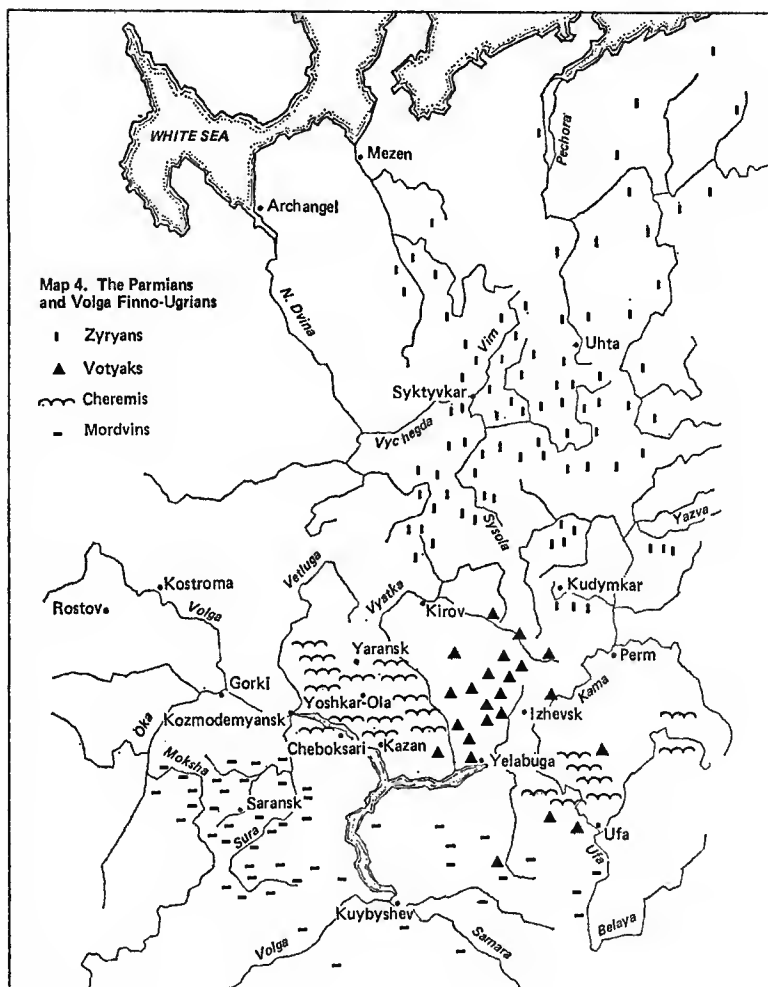 WHITE SEA
Mezen
Pechora
Archangel
Map 4. The Parmians
and Volga Finno-Ugrians
Zyryans
Votyaks
Cheremis
Mordvins
N. Dvina
Vim
Uhta
Syktyvkar
Vychegda
Sysola
Yazva
Vetluga
Kostroma
Volga
Rostov
Vyatka
Kirov
Kudymkar
Yaransk
Perm
Kama
Gorki
Yoshkar-Ola
Izhevsk
Oka
Kozmodemyansk
Cheboksari
Kazan
Yelabuga
Moksha
Saransk
Sura
Ufa
Ufa
Kuybyshev
Volga
Samara
Belaya